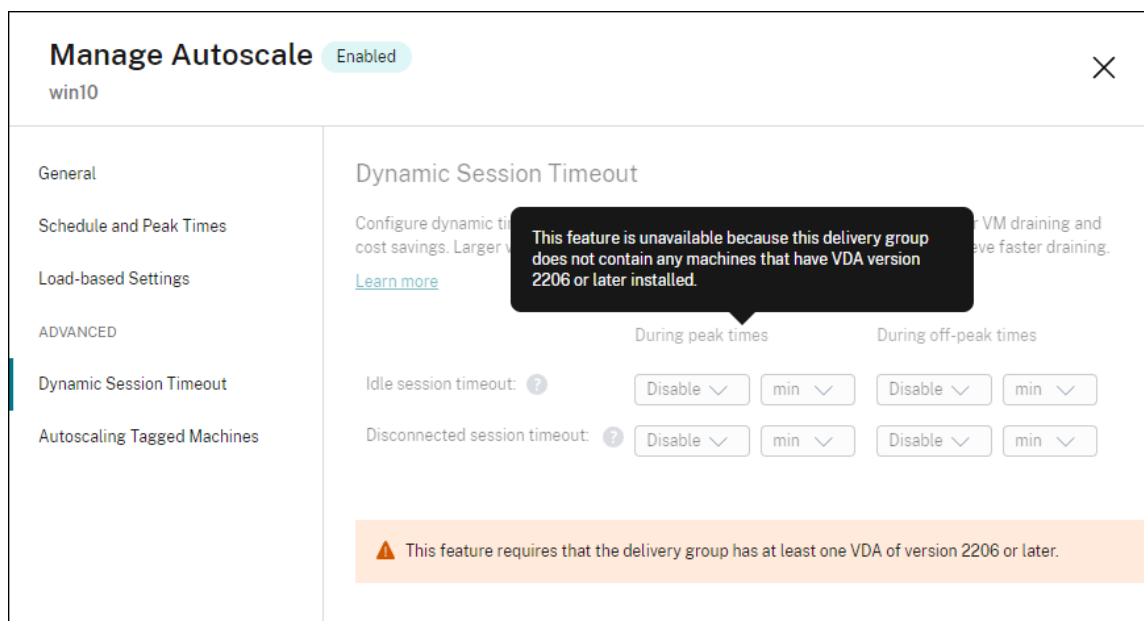 Manage Autoscale Enabled
win10
General
Schedule and Peak Times
Load-based Settings
ADVANCED
Dynamic Session Timeout
Autoscaling Tagged Machines
Dynamic Session Timeout
Configure dynamic VM draining and
cost savings. Larger eve faster draining.
Learn more
This feature is unavailable because this delivery group
does not contain any machines that have VDA version
2206 or later installed.
During peak times During off-peak times
Idle session timeout: ? Disable min Disable min
Disconnected session timeout: ? Disable min Disable min
This feature requires that the delivery group has at least one VDA of version 2206 or later.